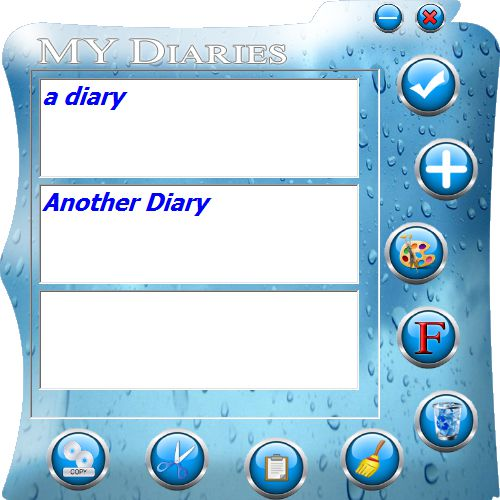 MY DIARIES
a diary
Another Diary
F
COPY